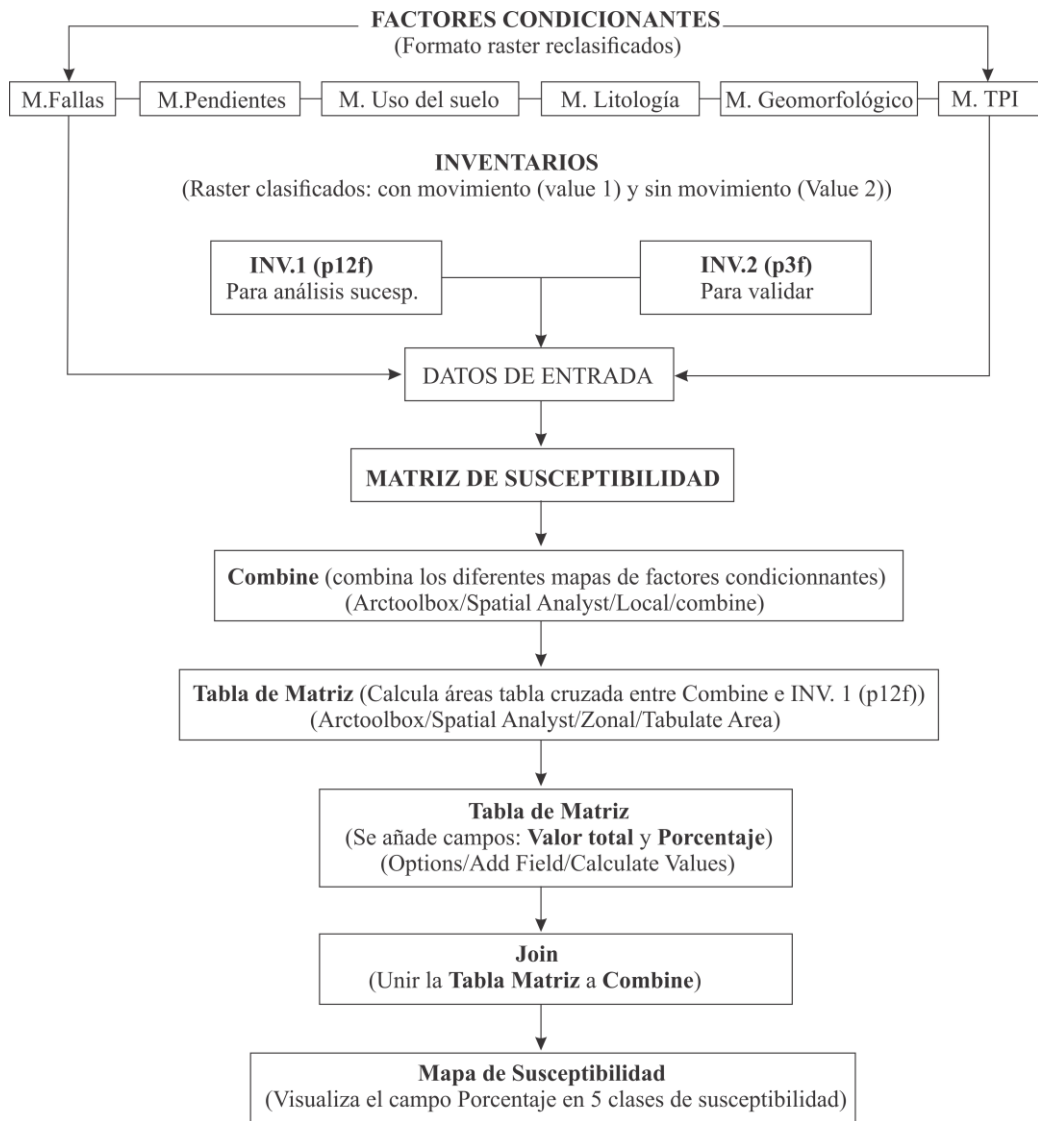 FACTORES CONDICIONANTES
(Formato raster reclasificados)
M.Fallas
M.Pendientes
M. Uso del suelo
M. Litología
M. Geomorfológico
M. TPI
INVENTARIOS
(Raster clasificados: con movimiento (value 1) y sin movimiento (Value 2))
INV.1 (p12f)
Para análisis sucesp.
INV.2 (p3f)
Para validar
DATOS DE ENTRADA
MATRIZ DE SUSCEPTIBILIDAD
Combine (combina los diferentes mapas de factores condicionnantes)
(Arctoolbox/Spatial Analyst/Local/combine)
Tabla de Matriz (Calcula áreas tabla cruzada entre Combine e INV. 1 (p12f))
(Arctoolbox/Spatial Analyst/Zonal/Tabulate Area)
Tabla de Matriz
(Se añade campos: Valor total y Porcentaje)
(Options/Add Field/Calculate Values)
Join
(Unir la Tabla Matriz a Combine)
Mapa de Susceptibilidad
(Visualiza el campo Porcentaje en 5 clases de susceptibilidad)